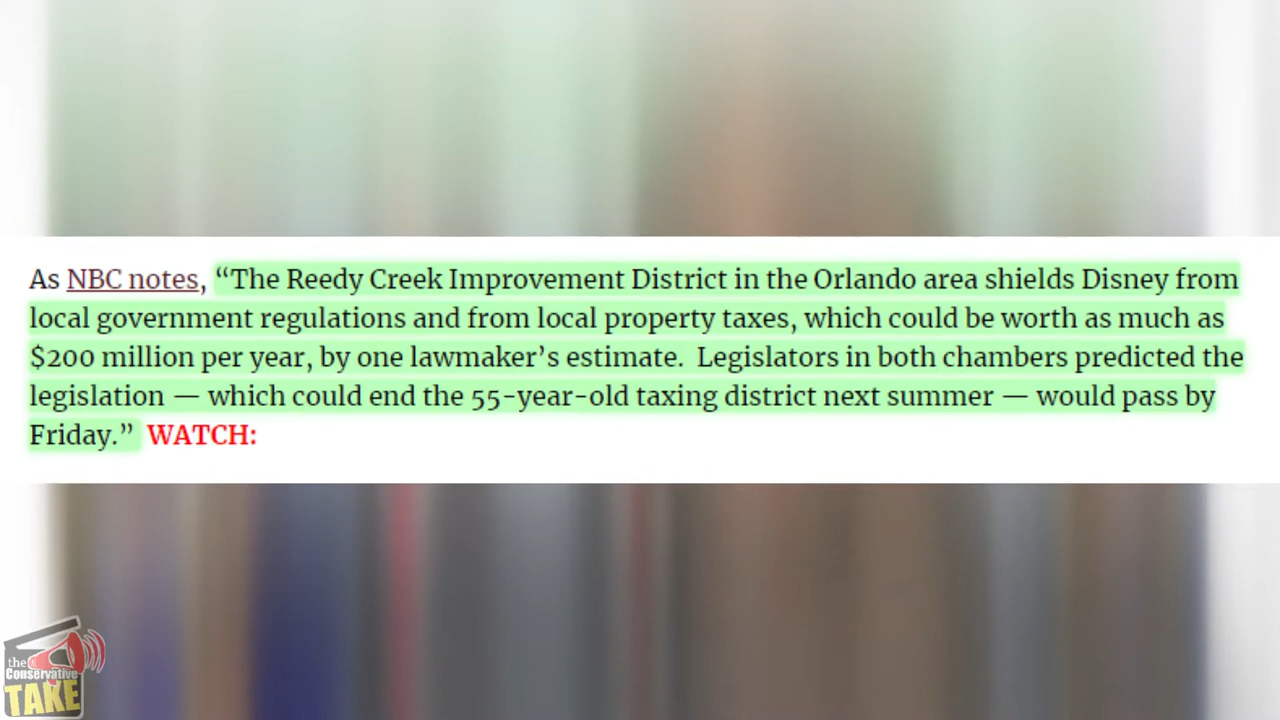 As NBC notes, “The Reedy Creek Improvement District in the Orlando area shields Disney from
local government regulations and from local property taxes, which could be worth as much as
$200 million per year, by one lawmaker’s estimate.  Legislators in both chambers predicted the
legislation — which could end the 55-year-old taxing district next summer — would pass by
Friday.” WATCH:
the
Conservative
TAKE